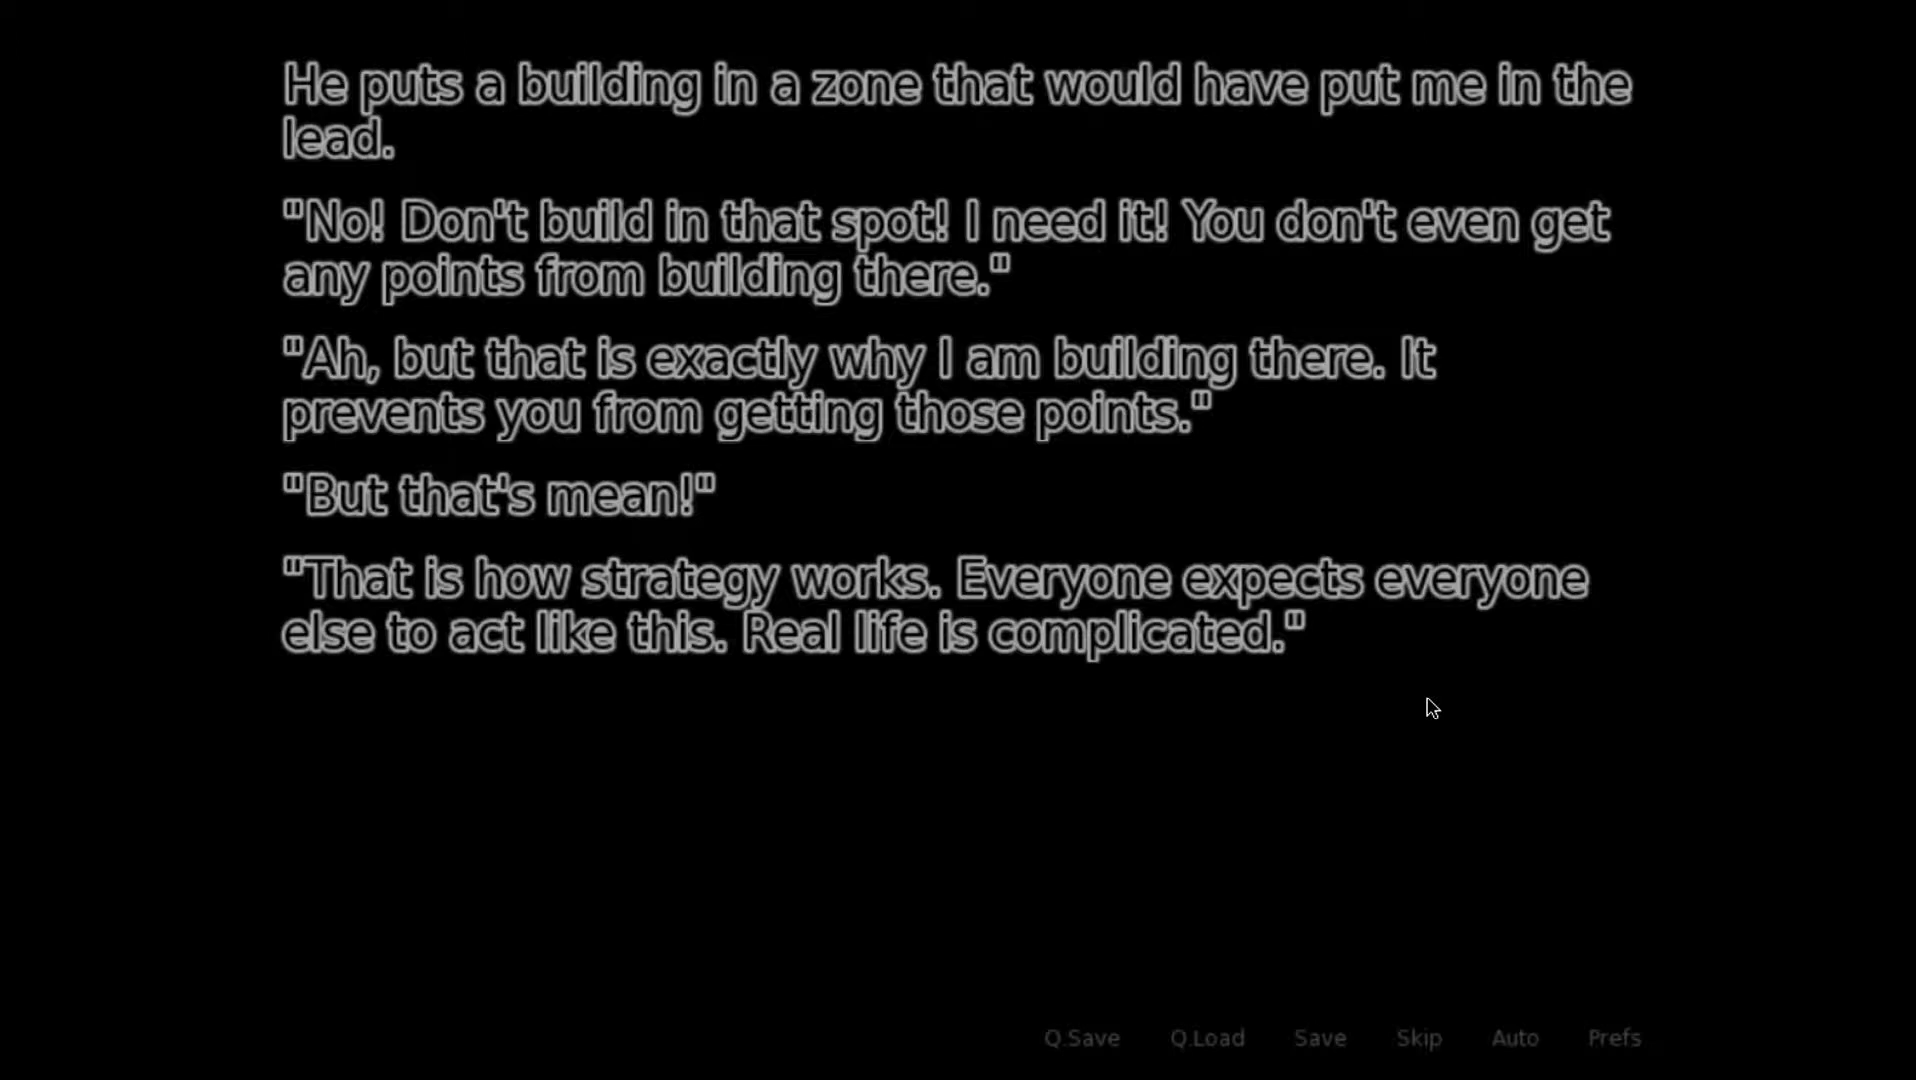 He puts a building in a zone that would have put me in the
lead.
"No! Don't build in that spot! I need it! You don't even get
any points from building there."
"Ah, but that is exactly why I am building there. It
prevents you from getting those points."
"But that's mean!"
"That is how strategy works. Everyone expects everyone
else to act like this. Real life is complicated."
Q.Save Q.Load Save Skip Auto Prefs